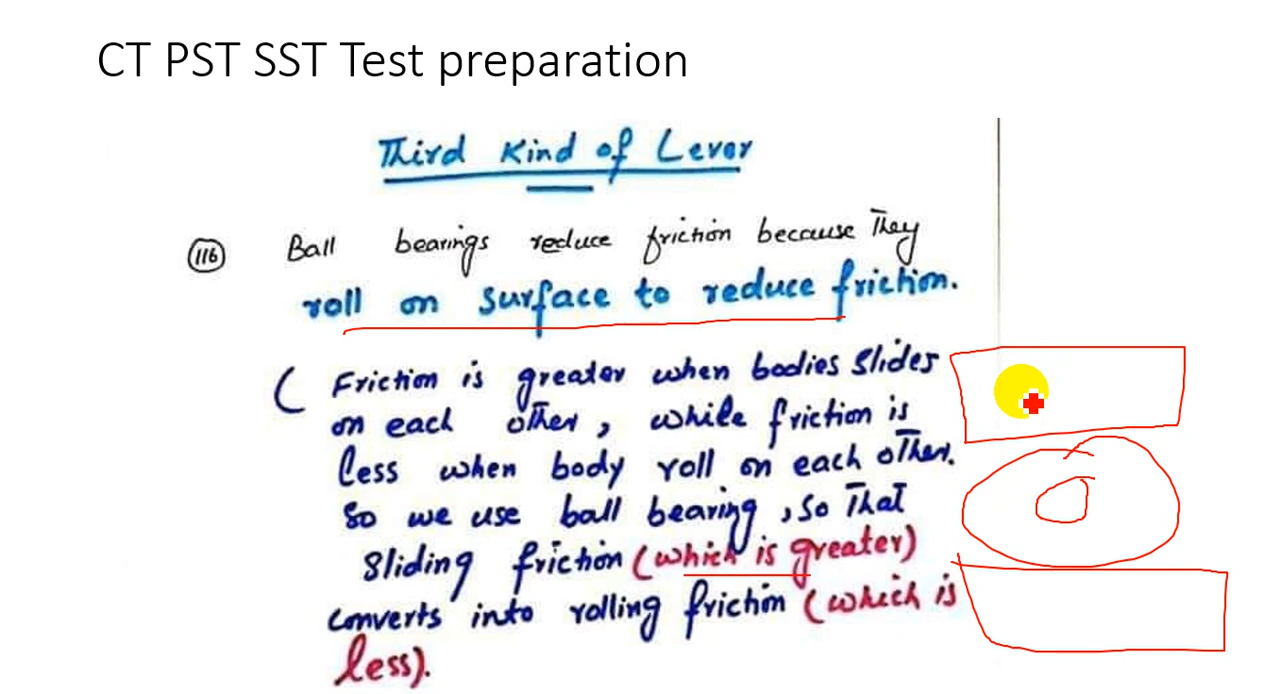 CT PST SST Test preparation
Third Kind of Lever
(116) Ball bearings reduce friction because They
roll on surface to reduce friction.
( Friction is greater when bodies slides
on each other, while friction is
less when body roll on each other.
So we use ball bearing, so that
sliding friction (which is greater)
converts into rolling friction (which is
less).